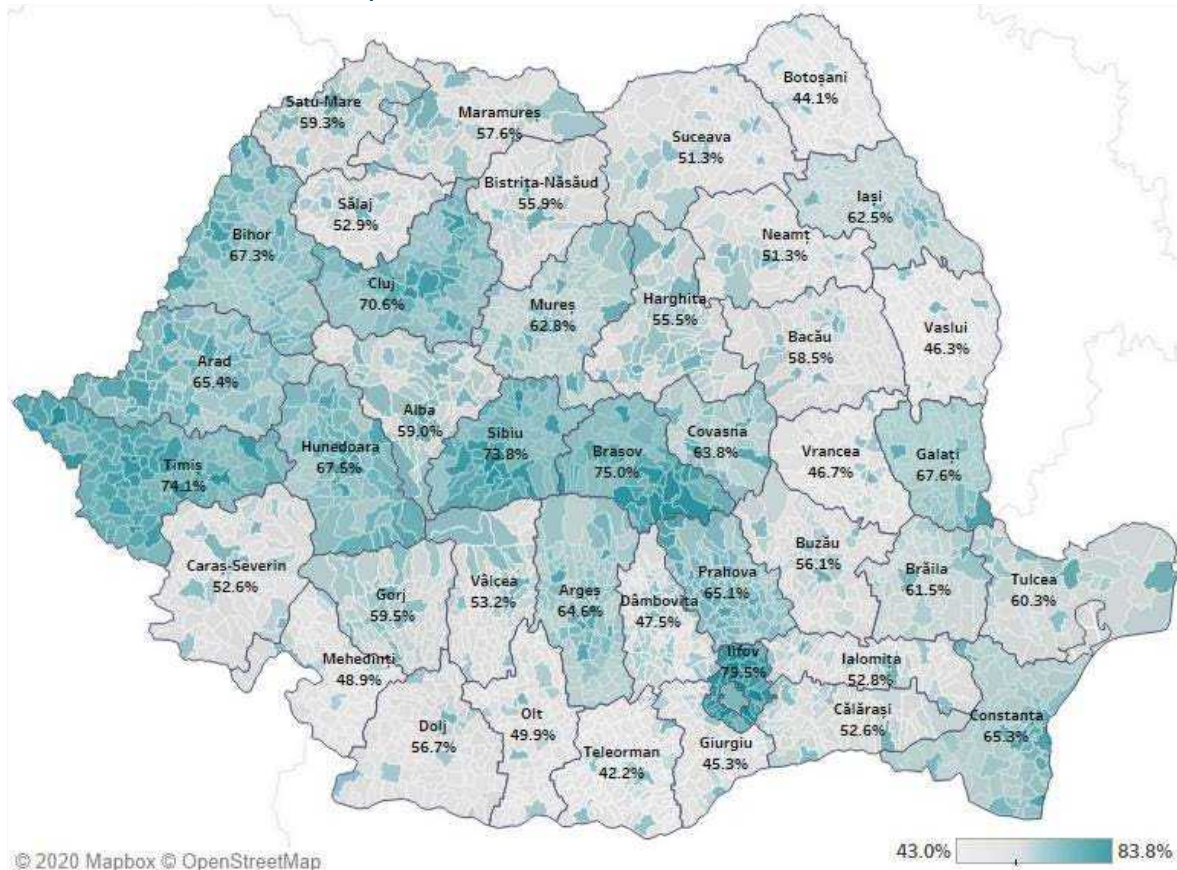 Botoșani
44.1%
Satu-Mare
59.3%
Maramureș
57.6%
Suceava
51.3%
Bistrița-Năsăud
55.9%
Iași
62.5%
Sălaj
52.9%
Bihor
67.3%
Neamț
51.3%
Cluj
70.6%
Mureș
62.8%
Harghita
55.5%
Bacău
58.5%
Vaslui
46.3%
Arad
65.4%
Alba
59.0%
Sibiu
73.8%
Brasov
75.0%
Covasna
63.8%
Hunedoara
67.5%
Vrancea
46.7%
Galați
67.6%
Timis
74.1%
Buzău
56.1%
Caras-Severin
52.6%
Gorj
59.5%
Vâlcea
53.2%
Argeș
64.6%
Dâmbovița
47.5%
Prahova
65.1%
Brăila
61.5%
Tulcea
60.3%
Mehedinți
48.9%
Ilfov
79.5%
Ialomița
52.8%
Dolj
56.7%
Olt
49.9%
Teleorman
42.2%
Giurgiu
45.3%
Călărași
52.6%
Constanta
65.3%
43.0% 83.8%
© 2020 Mapbox © OpenStreetMap